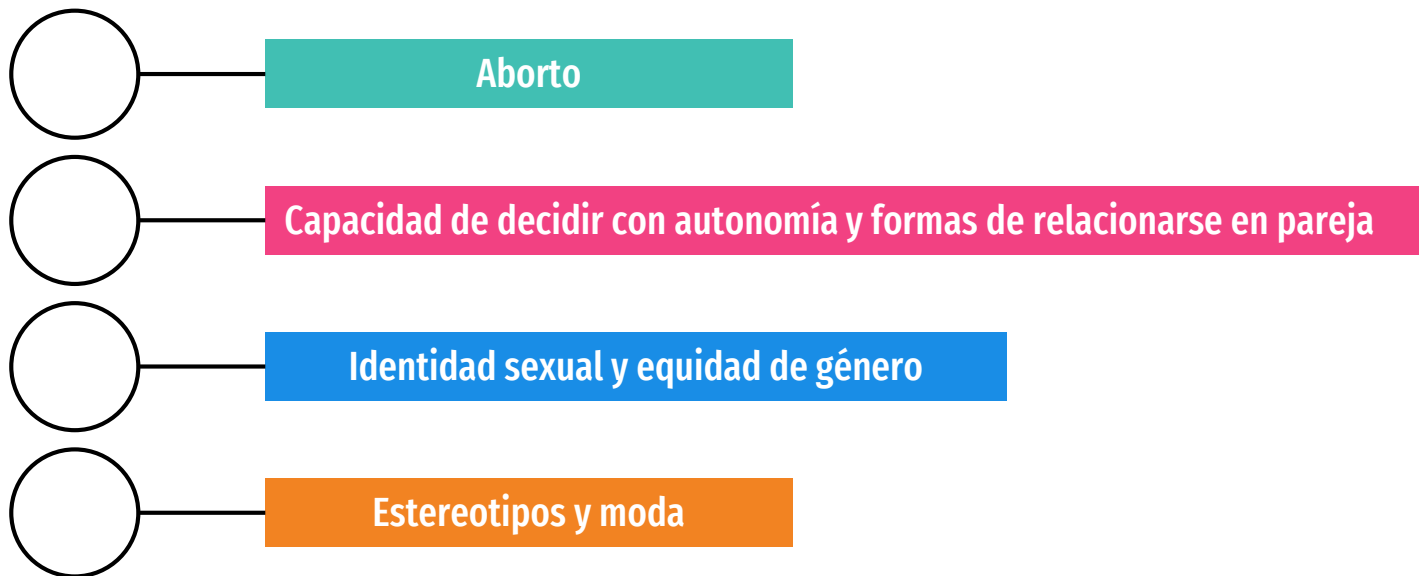 Aborto
Capacidad de decidir con autonomía y formas de relacionarse en pareja
Identidad sexual y equidad de género
Estereotipos y moda